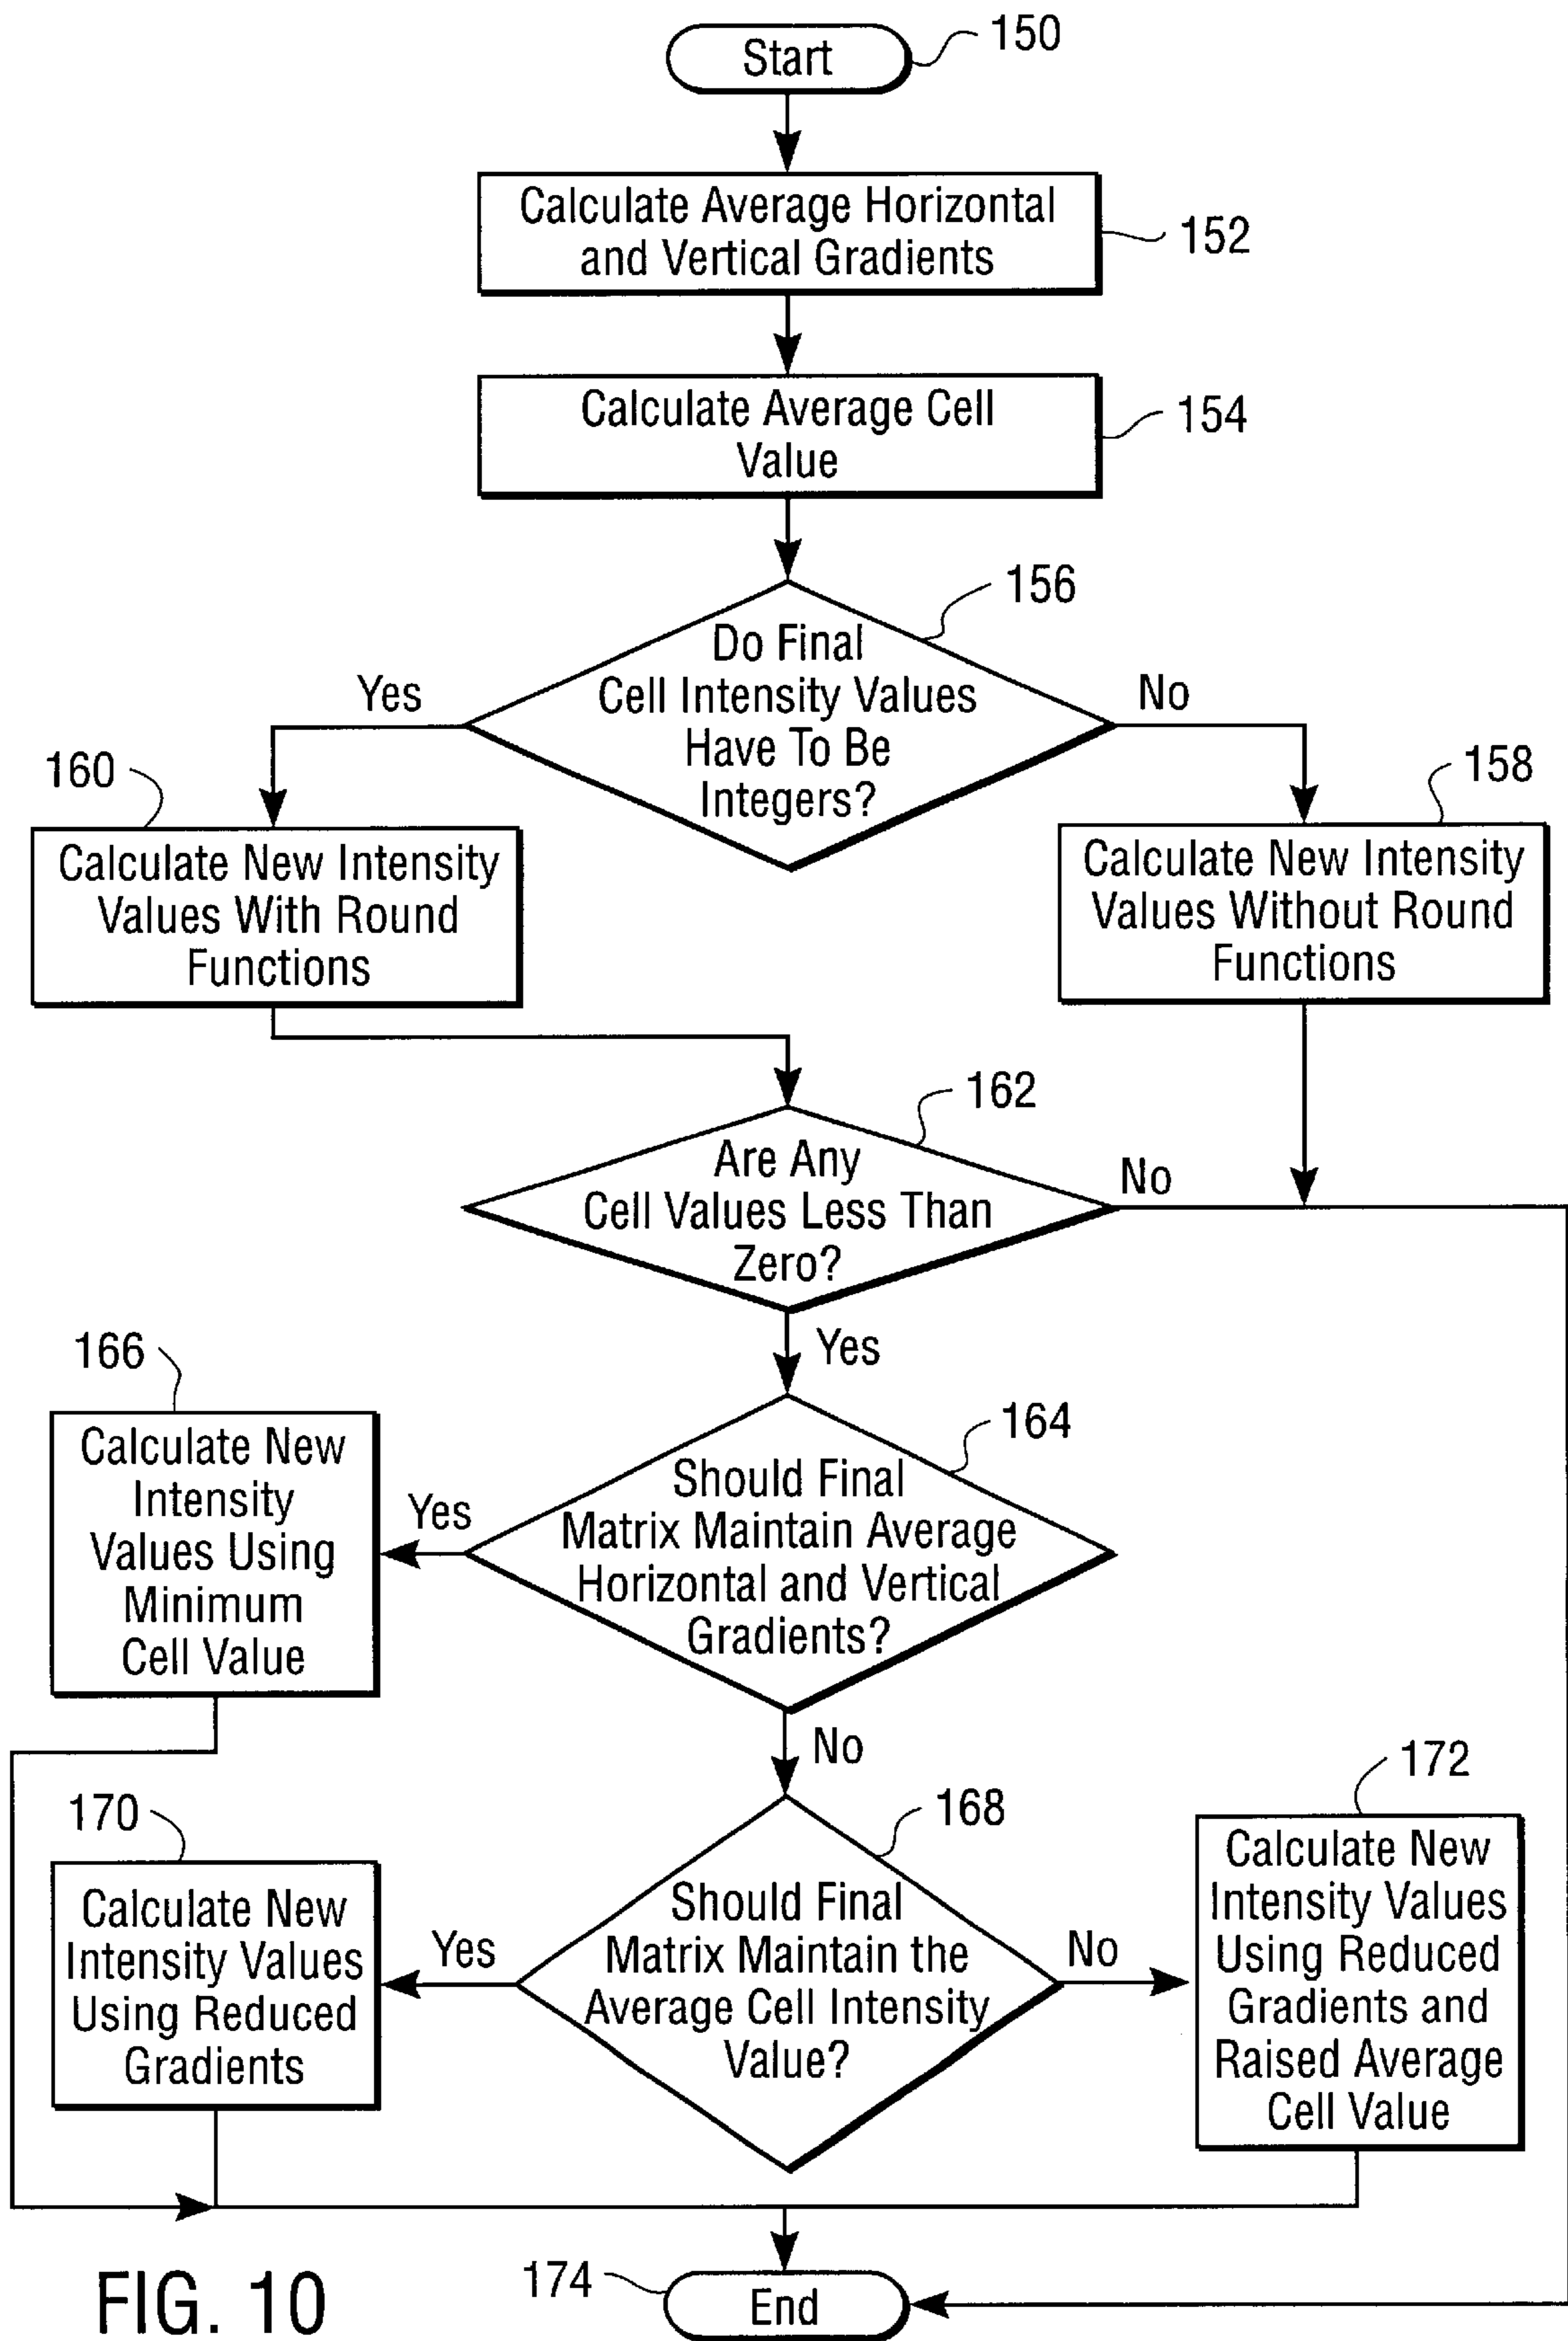 Start
150
Calculate Average Horizontal
and Vertical Gradients
152
Calculate Average Cell
Value
154
156
Do Final
Cell Intensity Values
Have To Be
Integers?
Yes
No
160
Calculate New Intensity
Values With Round
Functions
158
Calculate New Intensity
Values Without Round
Functions
162
Are Any
Cell Values Less Than
Zero?
No
Yes
166
Calculate New
Intensity
Values Using
Minimum
Cell Value
164
Should Final
Matrix Maintain Average
Horizontal and Vertical
Gradients?
Yes
No
170
Calculate New
Intensity Values
Using Reduced
Gradients
168
Should Final
Matrix Maintain the
Average Cell Intensity
Value?
Yes
No
172
Calculate New
Intensity Values
Using Reduced
Gradients and
Raised Average
Cell Value
174
End
FIG. 10